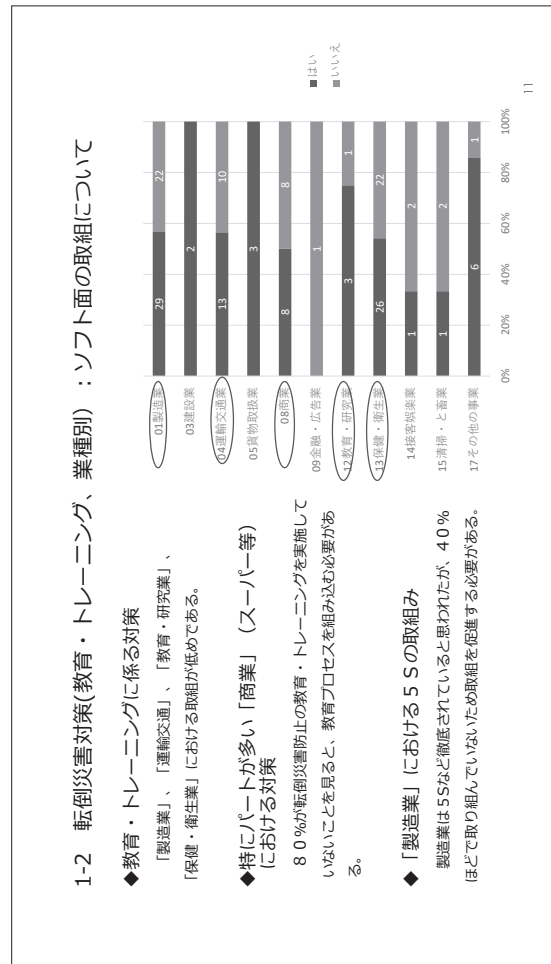 1-2 転倒災害対策(教育・トレーニング、業種別)：ソフト面の取組について
◆教育・トレーニングに係る対策
「製造業」、「運輸交通」、「教育・研究業」、
「保健・衛生業」における取組が低めである。
◆特にパートが多い「商業」（スーパー等）
における対策
８０%が転倒災害防止の教育・トレーニングを実施して
いないことを見ると、教育プロセスを組み込む必要があ
る。
◆「製造業」における５Ｓの取組み
製造業は5Sなど徹底されていると思われたが、４０%
ほどで取り組んでいないため取組を促進する必要がある。
01製造業 29 22
03建設業 2
04運輸交通業 13 10
05貨物取扱業 3
08商業 8 8
09金融・広告業 1
12教育・研究業 3 1
13保健・衛生業 26 22
14接客娯楽業 1 2
15清掃・と畜業 1 2
17その他の事業 6 1
0% 20% 40% 60% 80% 100%
■はい
■いいえ
11